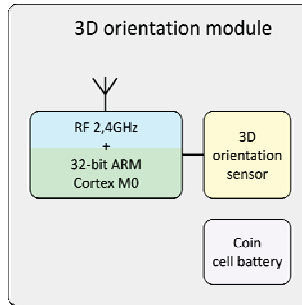 3D orientation module
RF 2,4GHz
+
32-bit ARM
Cortex M0
3D
orientation
sensor
Coin
cell battery